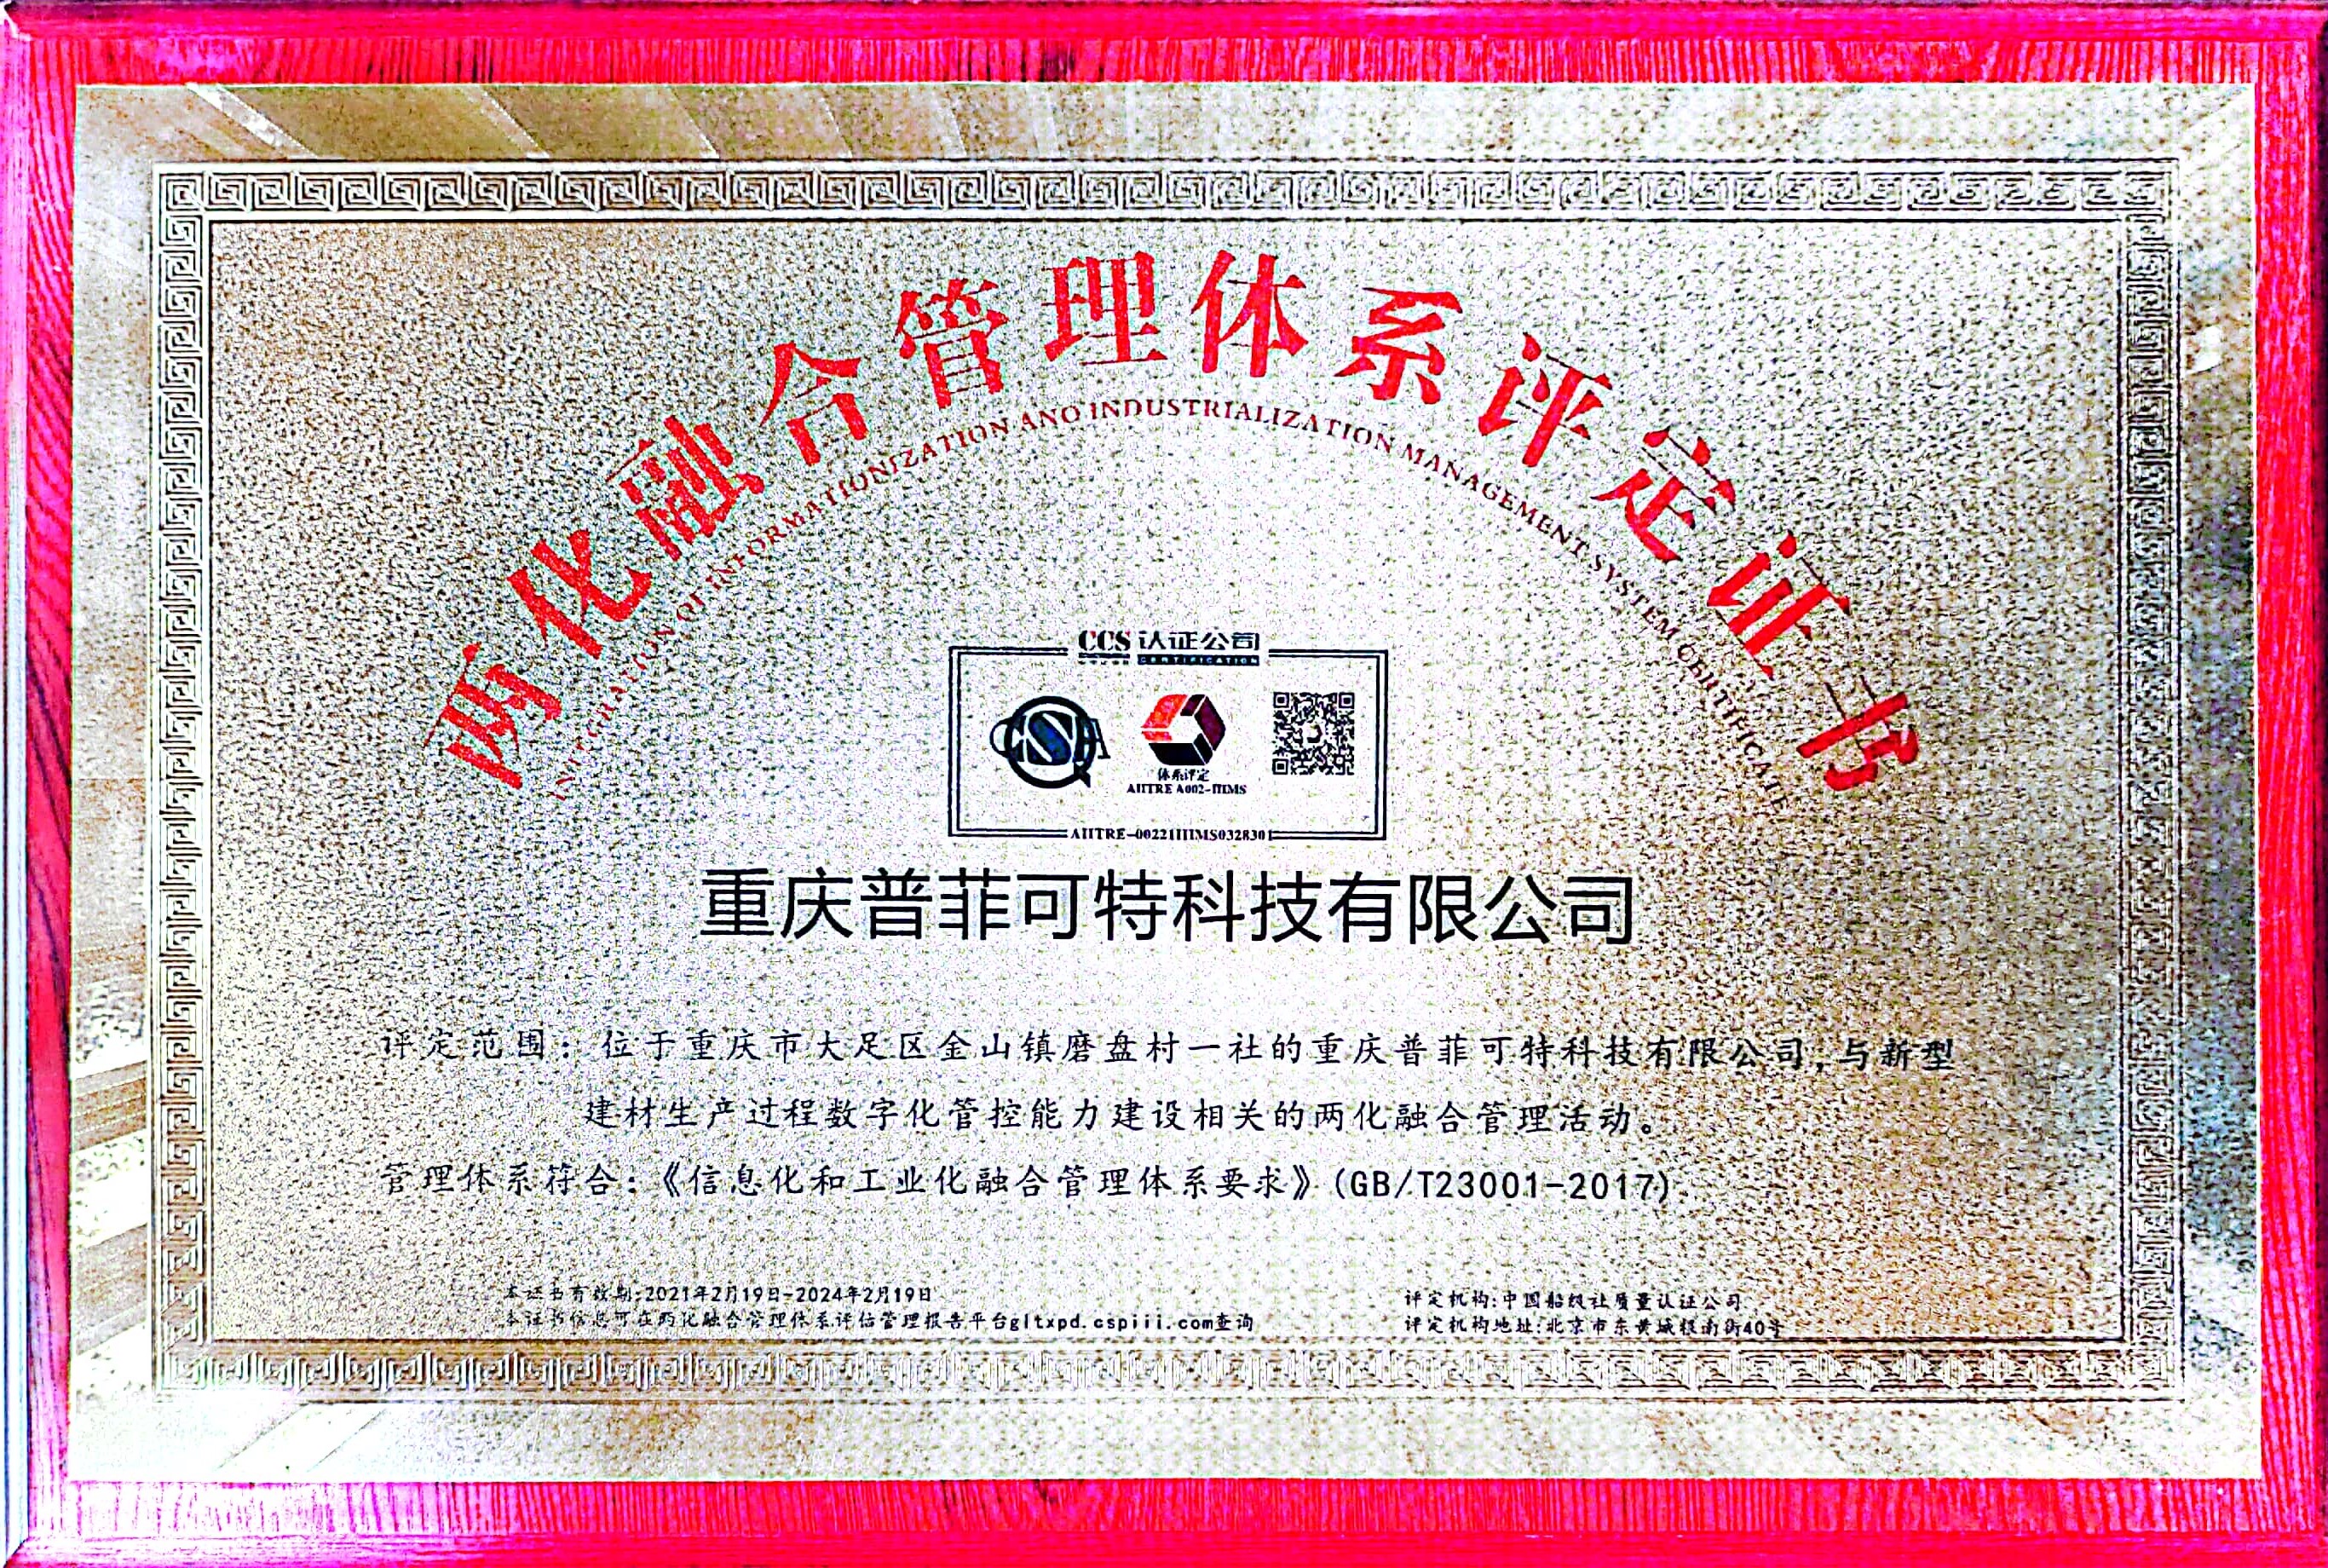 两化融合管理体系评定证书
INTEGRATION OF INFORMATIONIZATION AND INDUSTRIALIZATION MANAGEMENT SYSTEM CERTIFICATE
CCS 认证公司
CERTIFICATION
CSQA
体系评定
AIITRE A002-IIIMS
AIITRE-00221IIIMS0328301
重庆普菲可特科技有限公司
评定范围：位于重庆市大足区金山镇磨盘村一社的重庆普菲可特科技有限公司，与新型
建材生产过程数字化管控能力建设相关的两化融合管理活动。
管理体系符合：《信息化和工业化融合管理体系要求》(GB/T23001-2017)
本证书有效期:2021年2月19日-2024年2月19日
本证书信息可在两化融合管理体系评估管理报告平台gltxpd.cspiii.com查询
评定机构:中国船级社质量认证公司
评定机构地址:北京市东黄城根南街40号